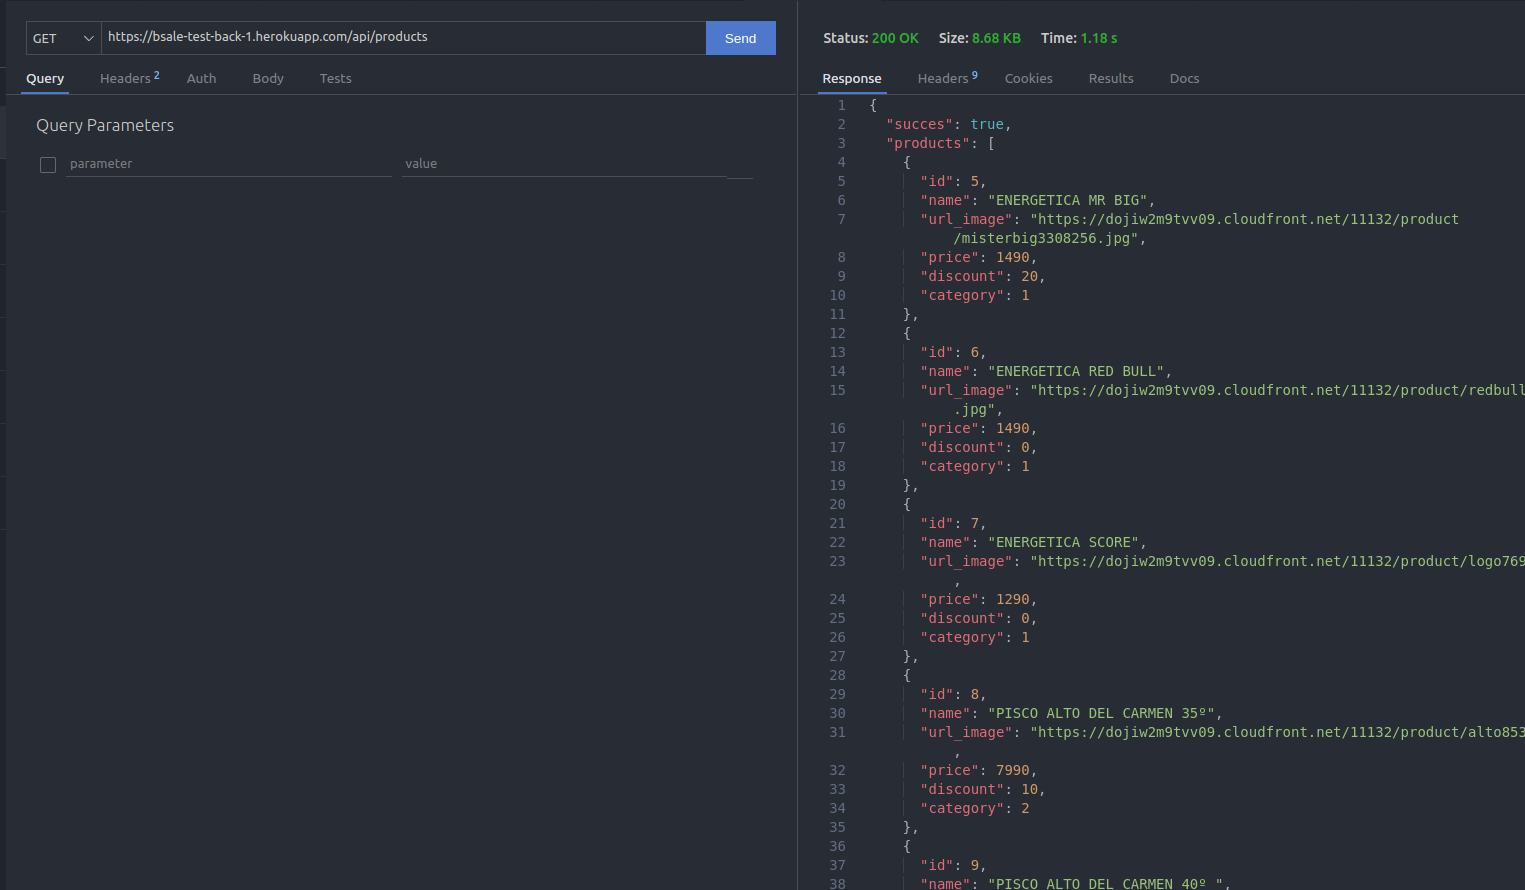 GET
https://bsale-test-back-1.herokuapp.com/api/products
Send
Query
Headers 2
Auth
Body
Tests
Query Parameters
parameter
value
Status: 200 OK
Size: 8.68 KB
Time: 1.18 s
Response
Headers 9
Cookies
Results
Docs
1 {
2 "succes": true,
3 "products": [
4 {
5 "id": 5,
6 "name": "ENERGETICA MR BIG",
7 "url_image": "https://dojiw2m9tvv09.cloudfront.net/11132/product
/misterbig3308256.jpg",
8 "price": 1490,
9 "discount": 20,
10 "category": 1
11 },
12 {
13 "id": 6,
14 "name": "ENERGETICA RED BULL",
15 "url_image": "https://dojiw2m9tvv09.cloudfront.net/11132/product/redbull
.jpg",
16 "price": 1490,
17 "discount": 0,
18 "category": 1
19 },
20 {
21 "id": 7,
22 "name": "ENERGETICA SCORE",
23 "url_image": "https://dojiw2m9tvv09.cloudfront.net/11132/product/logo769
,
24 "price": 1290,
25 "discount": 0,
26 "category": 1
27 },
28 {
29 "id": 8,
30 "name": "PISCO ALTO DEL CARMEN 35º",
31 "url_image": "https://dojiw2m9tvv09.cloudfront.net/11132/product/alto853
,
32 "price": 7990,
33 "discount": 10,
34 "category": 2
35 },
36 {
37 "id": 9,
38 "name": "PISCO ALTO DEL CARMEN 40º ",